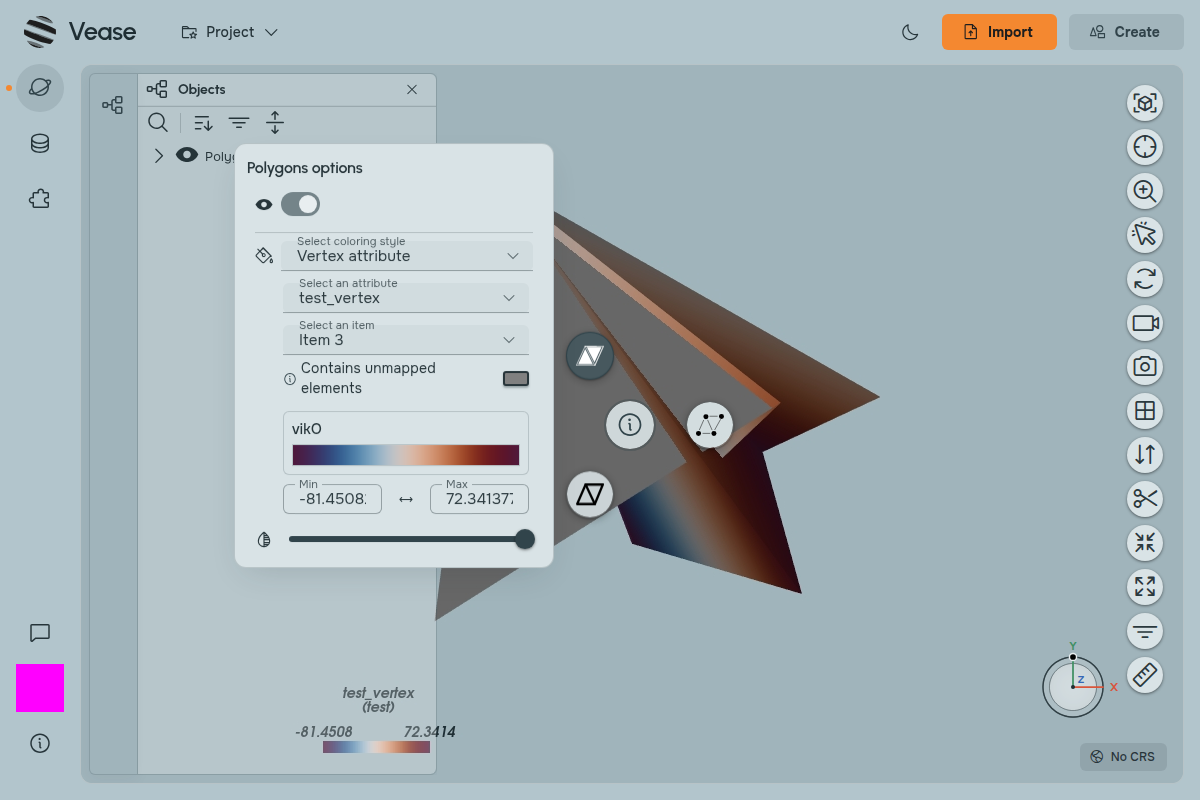 Vease
Project
Import
Create
Objects
Polygons options
Select coloring style
Vertex attribute
Select an attribute
test_vertex
Select an item
Item 3
Contains unmapped
elements
vikO
Min
Max
-81.4508
72.341377
test_vertex
(test)
-81.4508
72.3414
Y
Z
X
No CRS